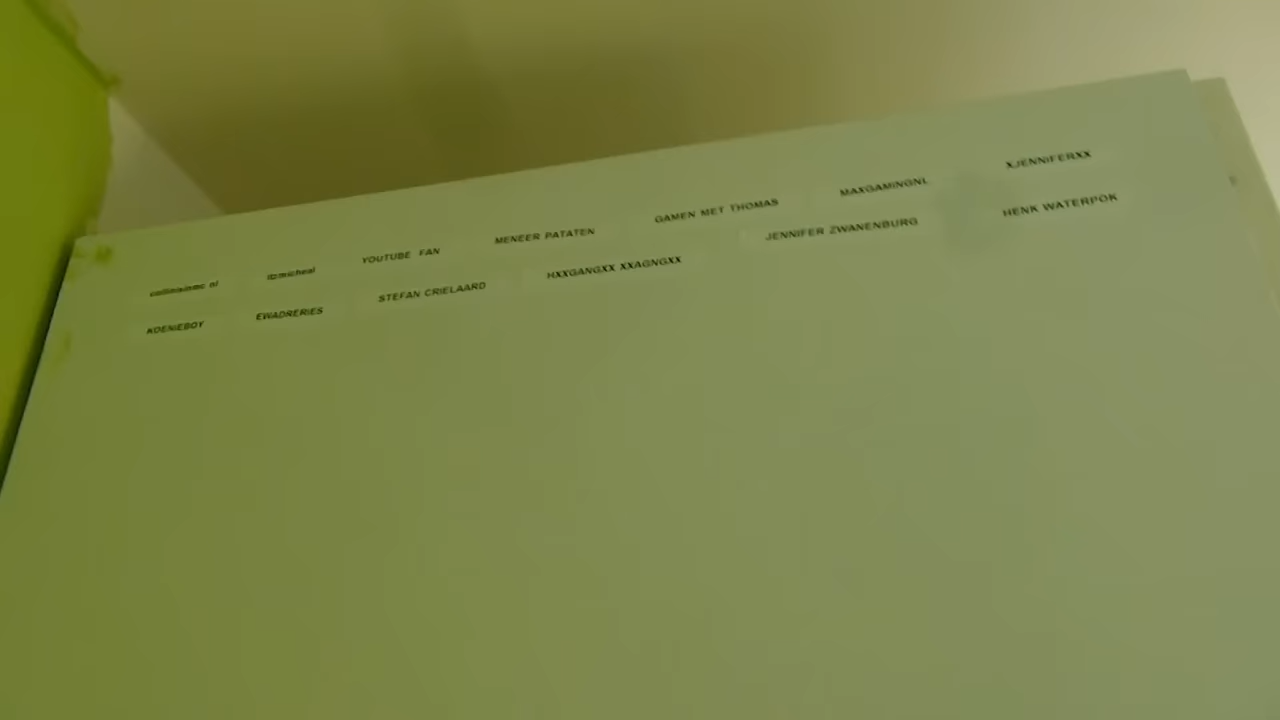 itzmicheal YOUTUBE FAN MENEER PATATEN GAMEN MET THOMAS MAXGAMINGNL XJENNIFERXX
KOENIEBOY EWADRERIES STEFAN CRIELAARD HXXGANGXX XXAGNGXX JENNIFER ZWANENBURG HENK WATERPOK